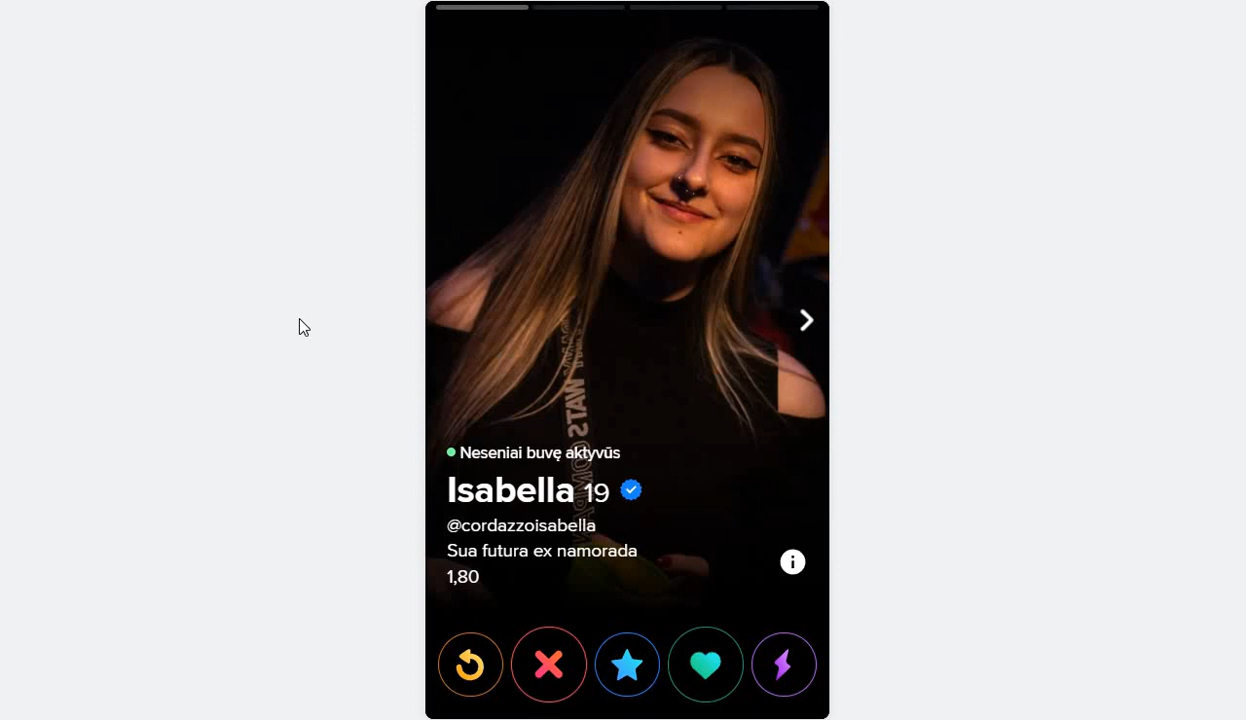 Neseniai buvę aktyvūs
Isabella 19
@cordazzoisabella
Sua futura ex namorada
1,80